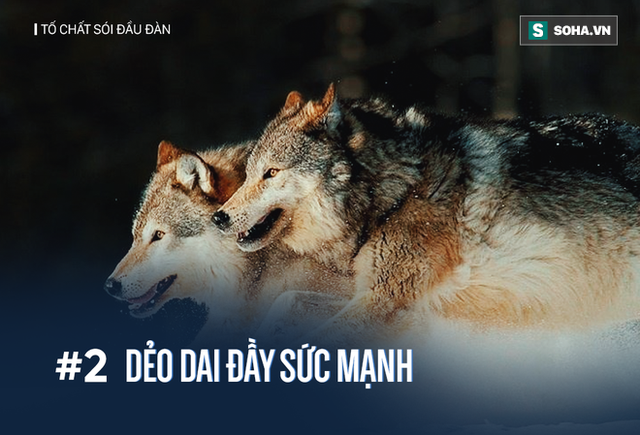 TỐ CHẤT SÓI ĐẦU ĐÀN
S SOHA.VN
#2 DẺO DAI ĐẦY SỨC MẠNH